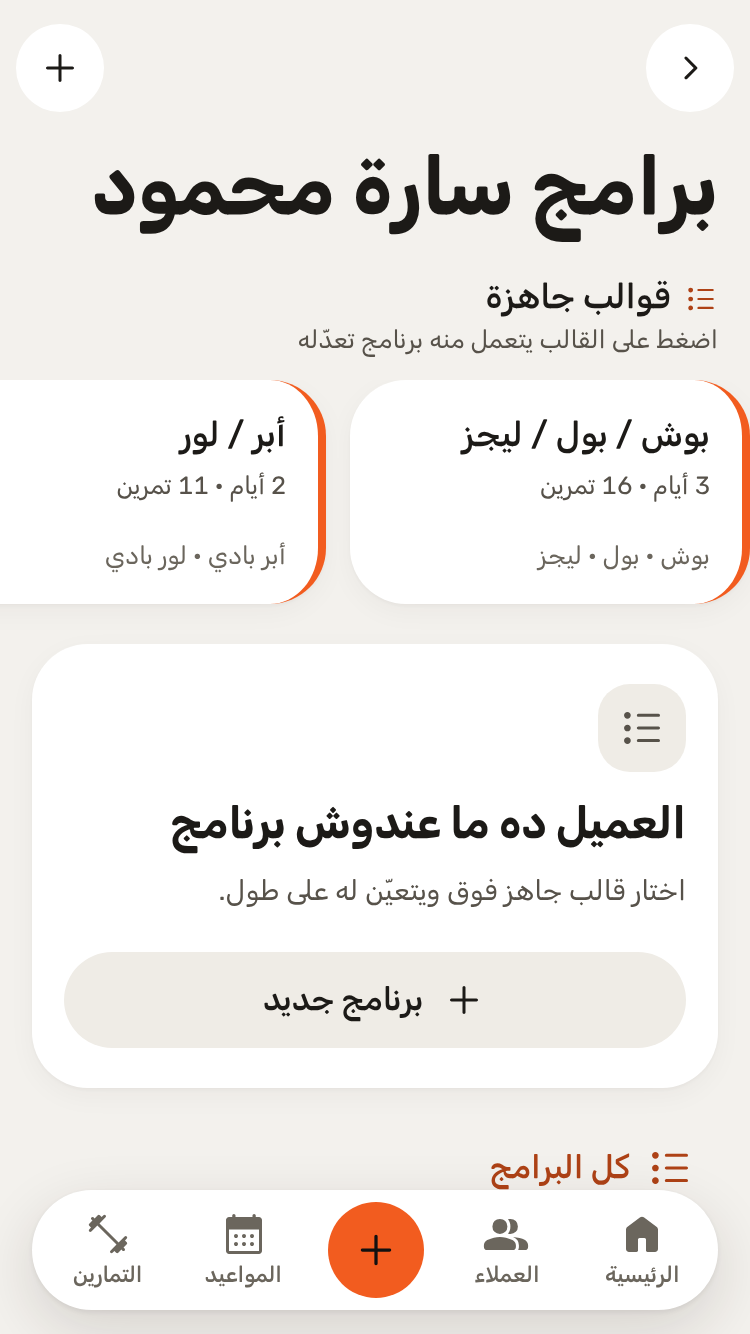 برامج سارة محمود
قوالب جاهزة
اضغط على القالب يتعمل منه برنامج تعدّله
بوش / بول / ليجز
3 أيام • 16 تمرين
بوش • بول • ليجز
أبر / لور
2 أيام • 11 تمرين
أبر بادي • لور بادي
العميل ده ما عندوش برنامج
اختار قالب جاهز فوق ويتعيّن له على طول.
برنامج جديد
كل البرامج
الرئيسية
العملاء
المواعيد
التمارين